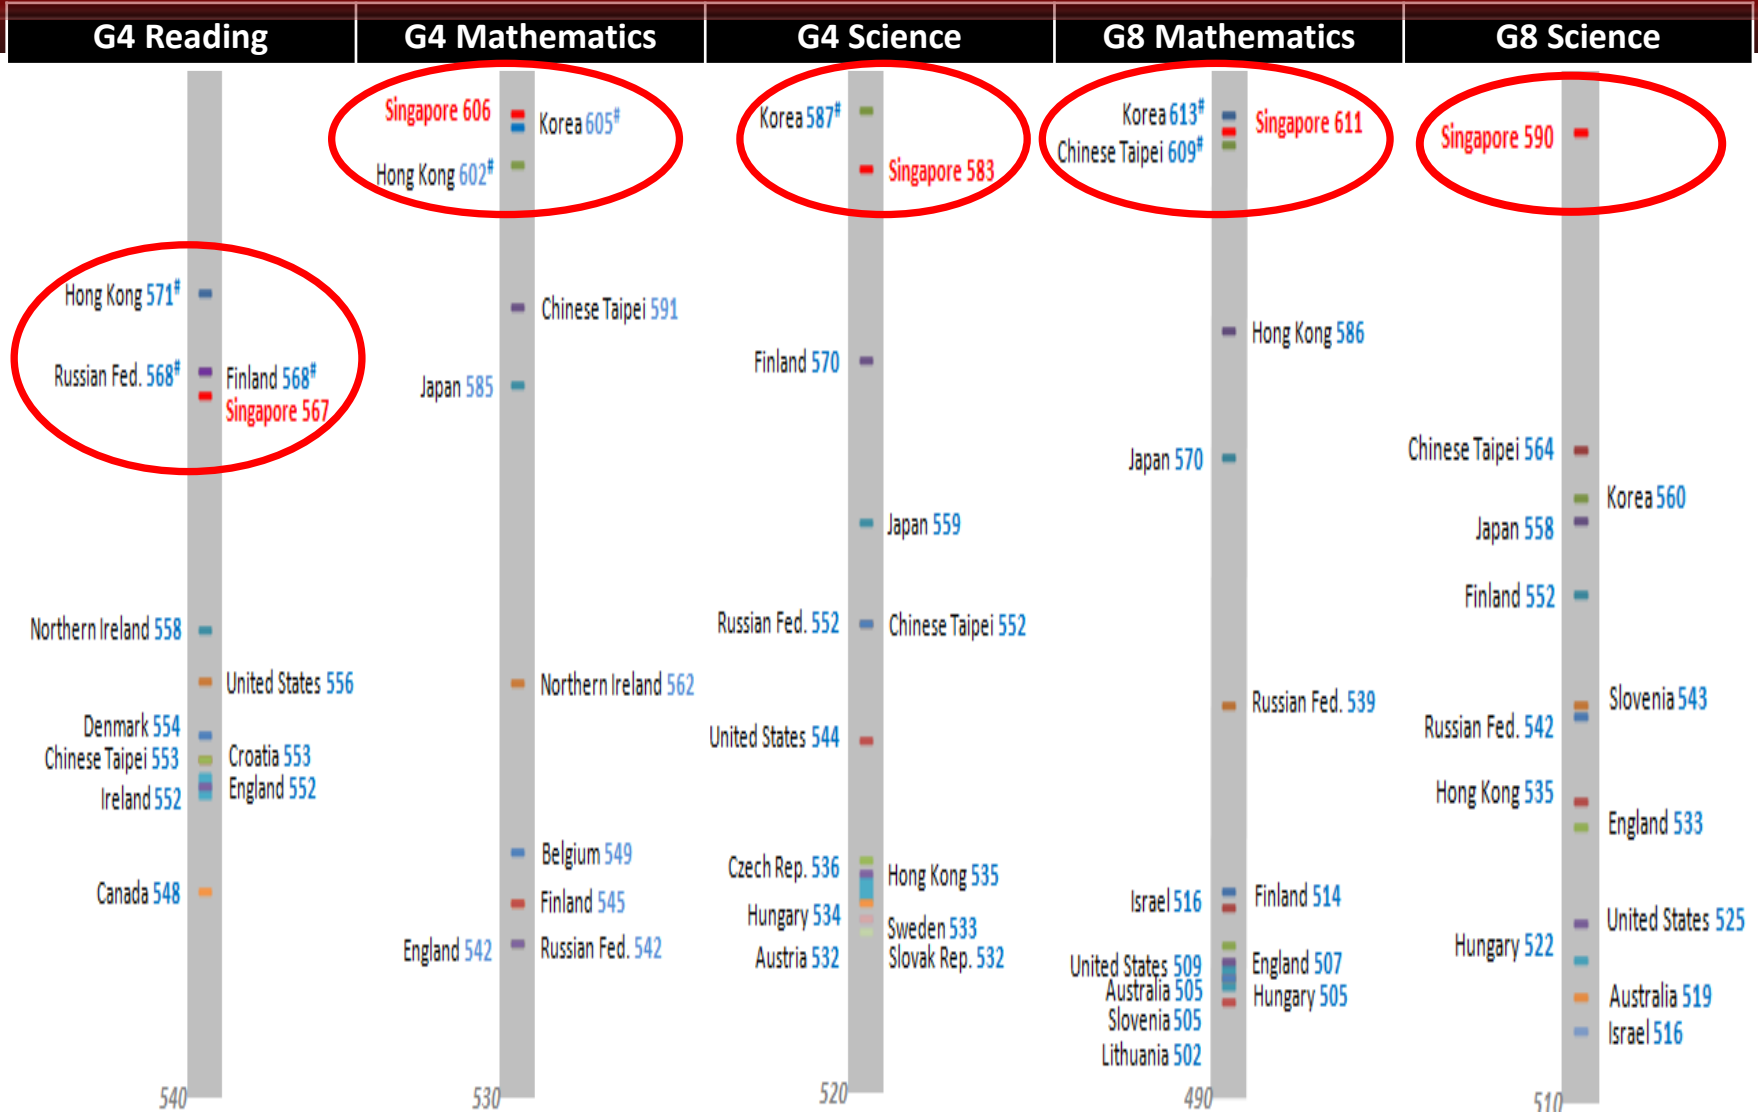 G4 Reading
G4 Mathematics
G4 Science
G8 Mathematics
G8 Science
Hong Kong 571#
Russian Fed. 568#
Finland 568#
Singapore 567
Northern Ireland 558
United States 556
Denmark 554
Chinese Taipei 553
Croatia 553
England 552
Ireland 552
Canada 548
540
Singapore 606
Korea 605#
Hong Kong 602#
Chinese Taipei 591
Japan 585
Northern Ireland 562
Belgium 549
Finland 545
England 542
Russian Fed. 542
530
Korea 587#
Singapore 583
Finland 570
Japan 559
Russian Fed. 552
Chinese Taipei 552
United States 544
Czech Rep. 536
Hong Kong 535
Hungary 534
Sweden 533
Austria 532
Slovak Rep. 532
520
Korea 613#
Singapore 611
Chinese Taipei 609#
Hong Kong 586
Japan 570
Russian Fed. 539
Israel 516
Finland 514
United States 509
England 507
Australia 505
Hungary 505
Slovenia 505
Lithuania 502
490
Singapore 590
Chinese Taipei 564
Korea 560
Japan 558
Finland 552
Slovenia 543
Russian Fed. 542
Hong Kong 535
England 533
United States 525
Hungary 522
Australia 519
Israel 516
510